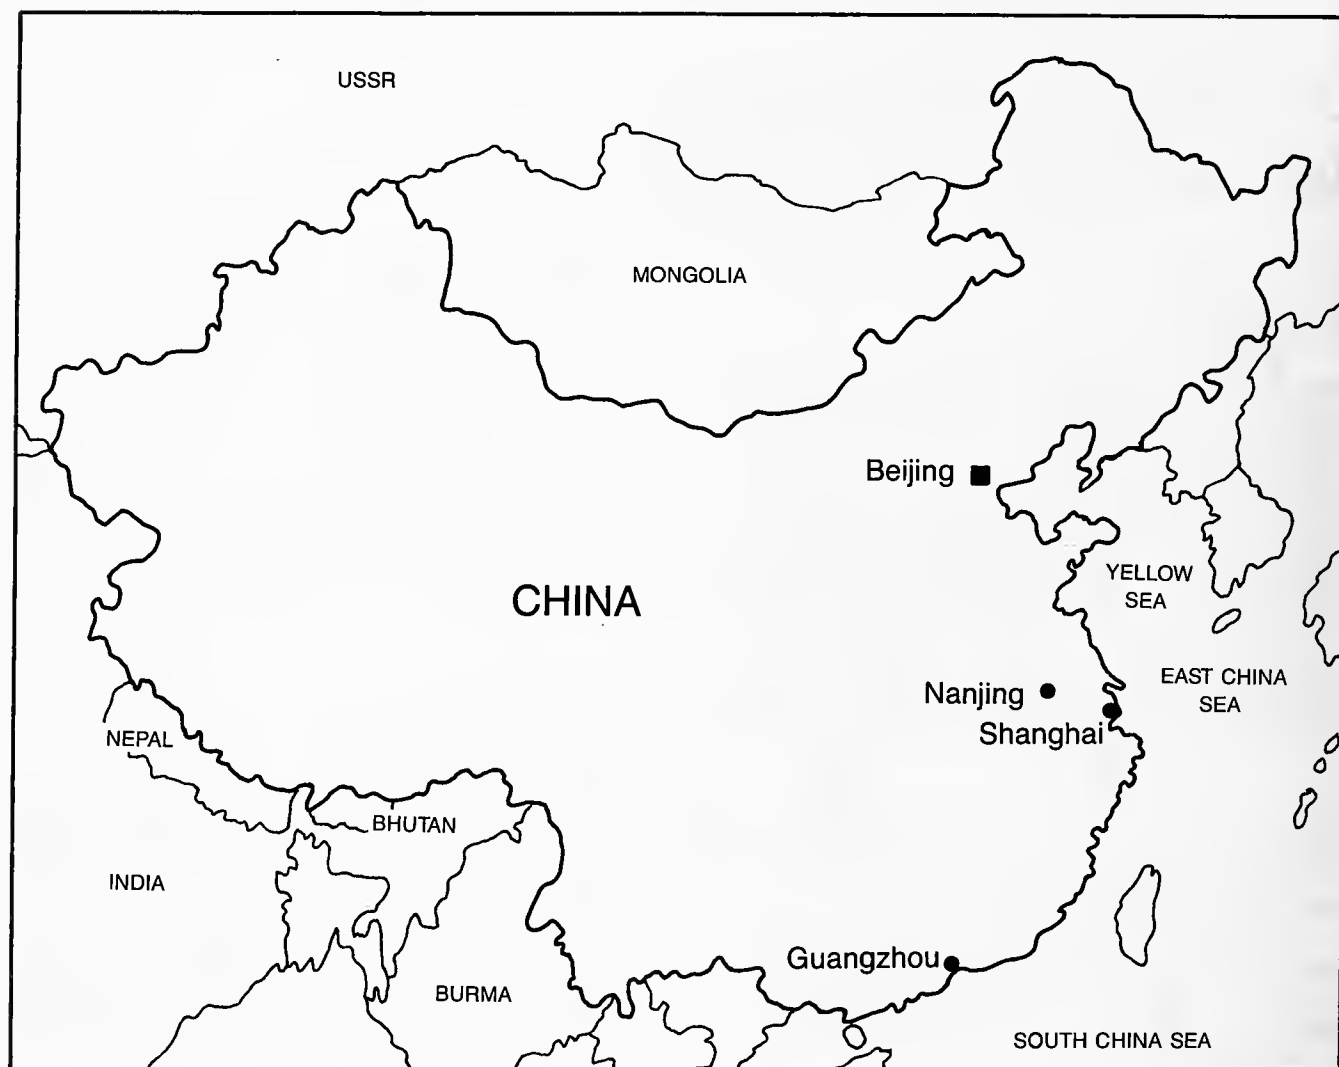 USSR
MONGOLIA
Beijing
CHINA
YELLOW
SEA
EAST CHINA
SEA
Nanjing
Shanghai
NEPAL
BHUTAN
INDIA
Guangzhou
BURMA
SOUTH CHINA SEA